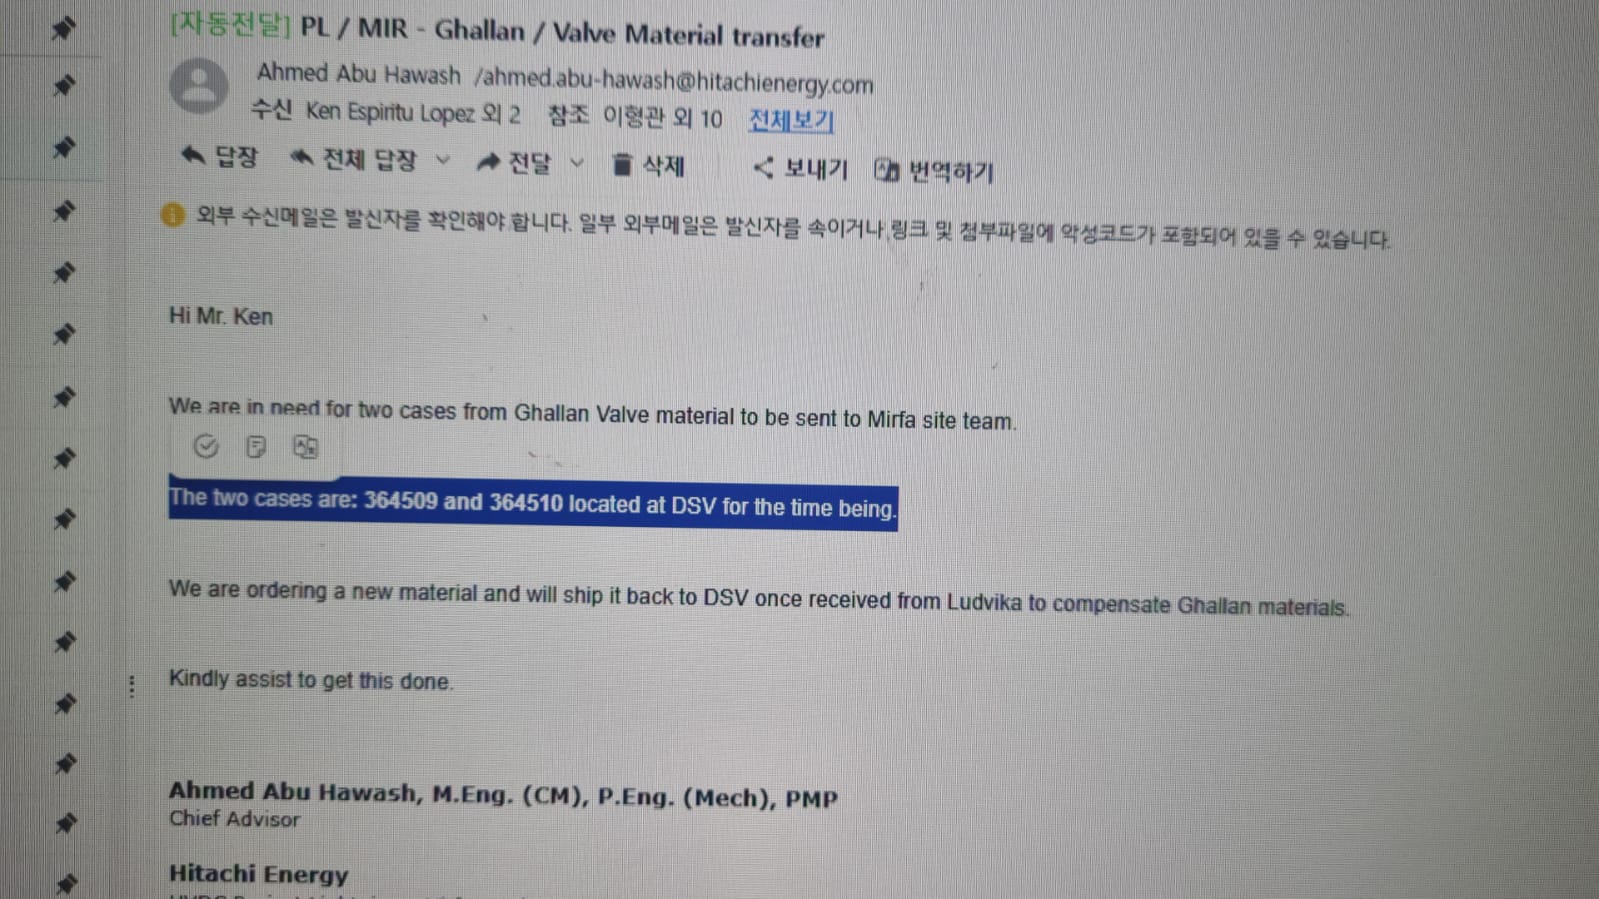 [자동전달] PL / MIR - Ghallan / Valve Material transfer
Ahmed Abu Hawash /ahmed.abu-hawash@hitachienergy.com
수신 Ken Espiritu Lopez 외 2 참조 이형관 외 10 전체보기
답장 전체 답장 전달 삭제 보내기 번역하기
외부 수신메일은 발신자를 확인해야 합니다. 일부 외부메일은 발신자를 속이거나 링크 및 첨부파일에 악성코드가 포함되어 있을 수 있습니다.
Hi Mr. Ken
We are in need for two cases from Ghallan Valve material to be sent to Mirfa site team.
The two cases are: 364509 and 364510 located at DSV for the time being.
We are ordering a new material and will ship it back to DSV once received from Ludvika to compensate Ghallan materials.
Kindly assist to get this done.
Ahmed Abu Hawash, M.Eng. (CM), P.Eng. (Mech), PMP
Chief Advisor
Hitachi Energy